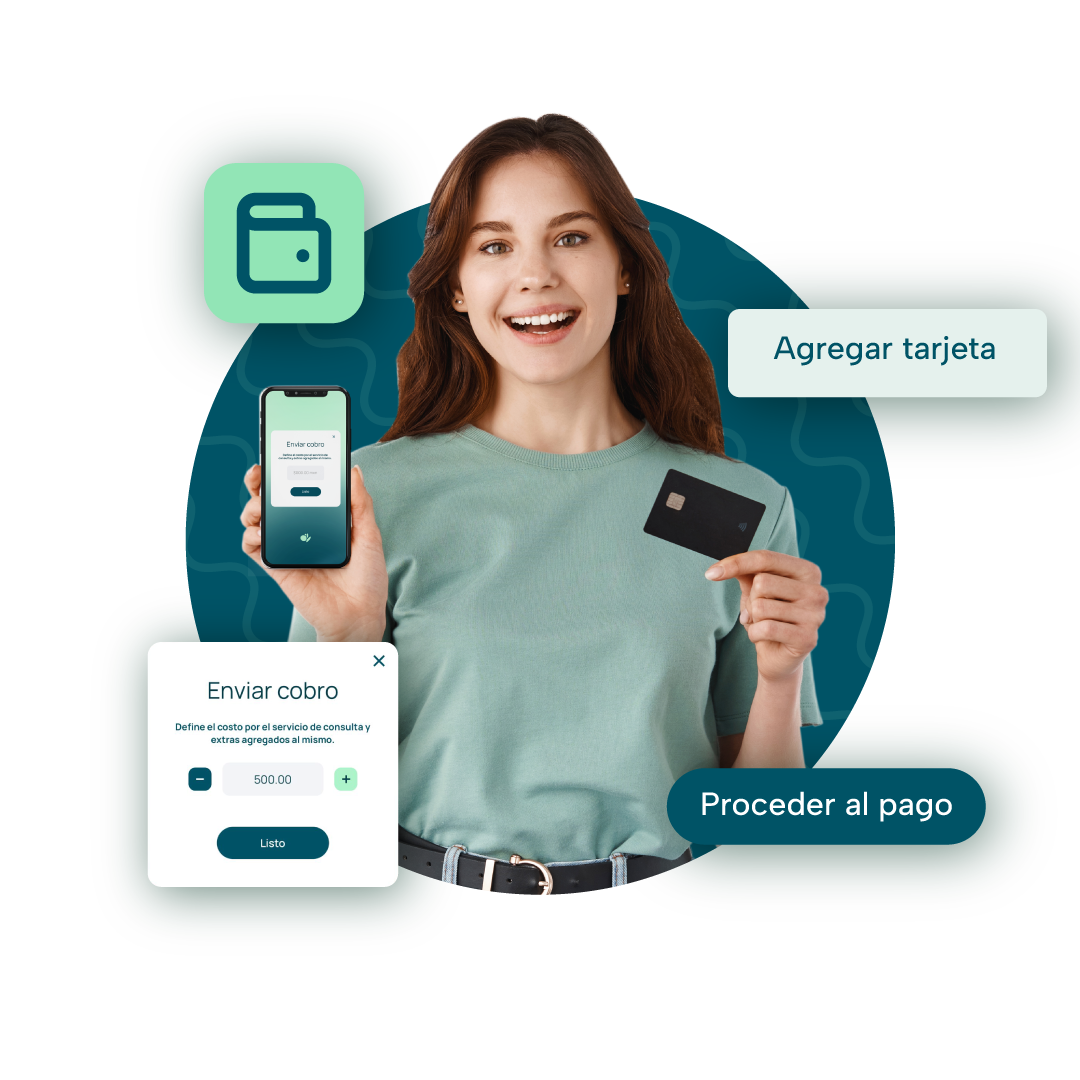 Agregar tarjeta
Enviar cobro
Enviar cobro
Define el costo por el servicio de consulta y
extras agregados al mismo.
500.00
Listo
Proceder al pago